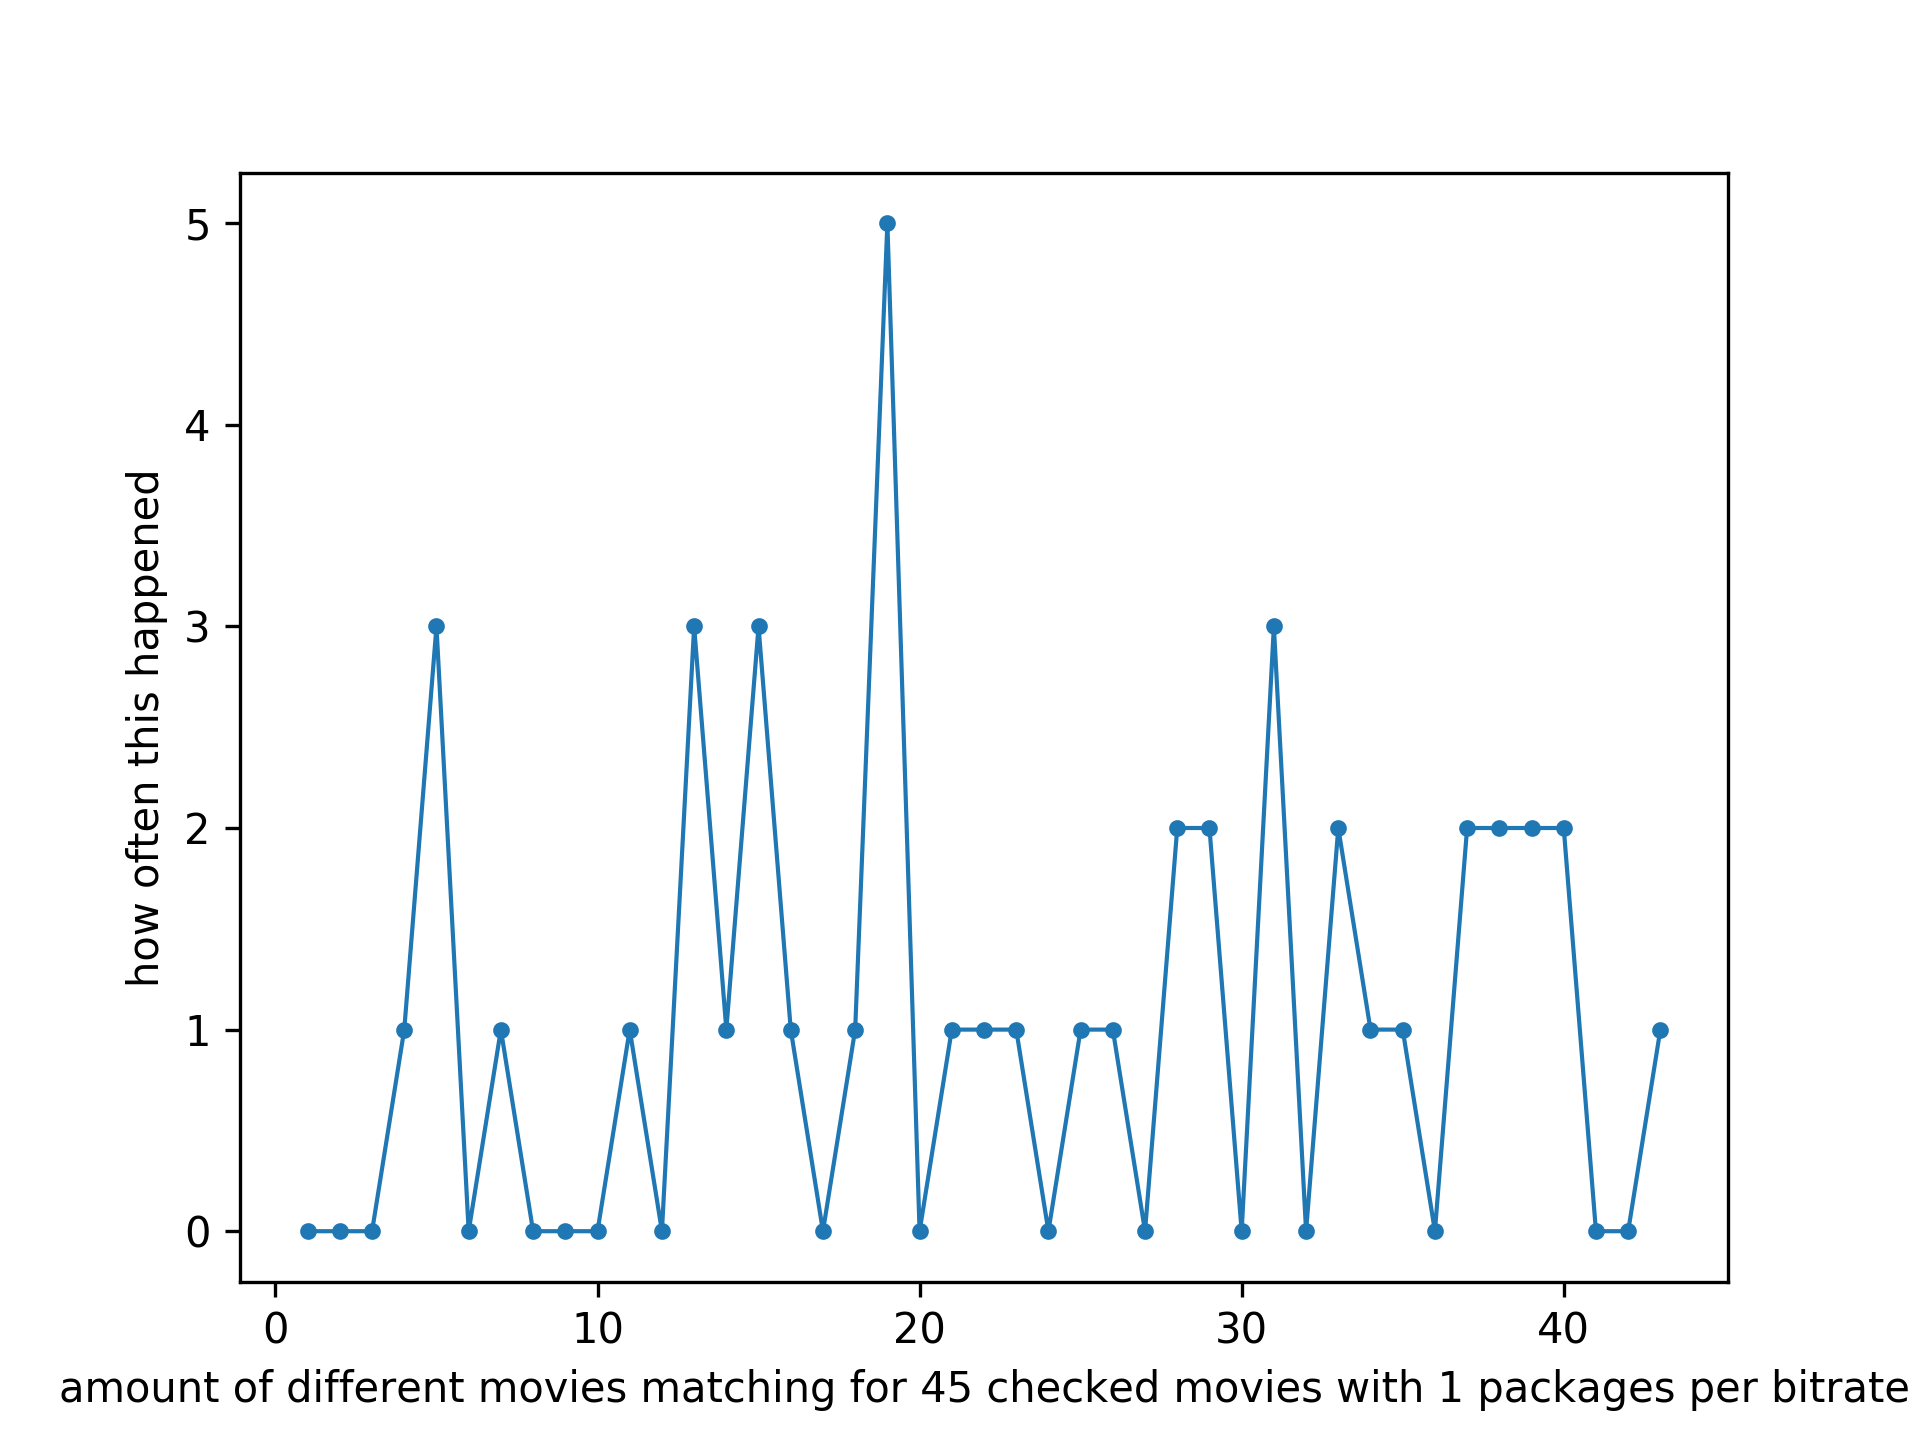 5
4
3
2
1
0
how often this happened
0 10 20 30 40
amount of different movies matching for 45 checked movies with 1 packages per bitrate